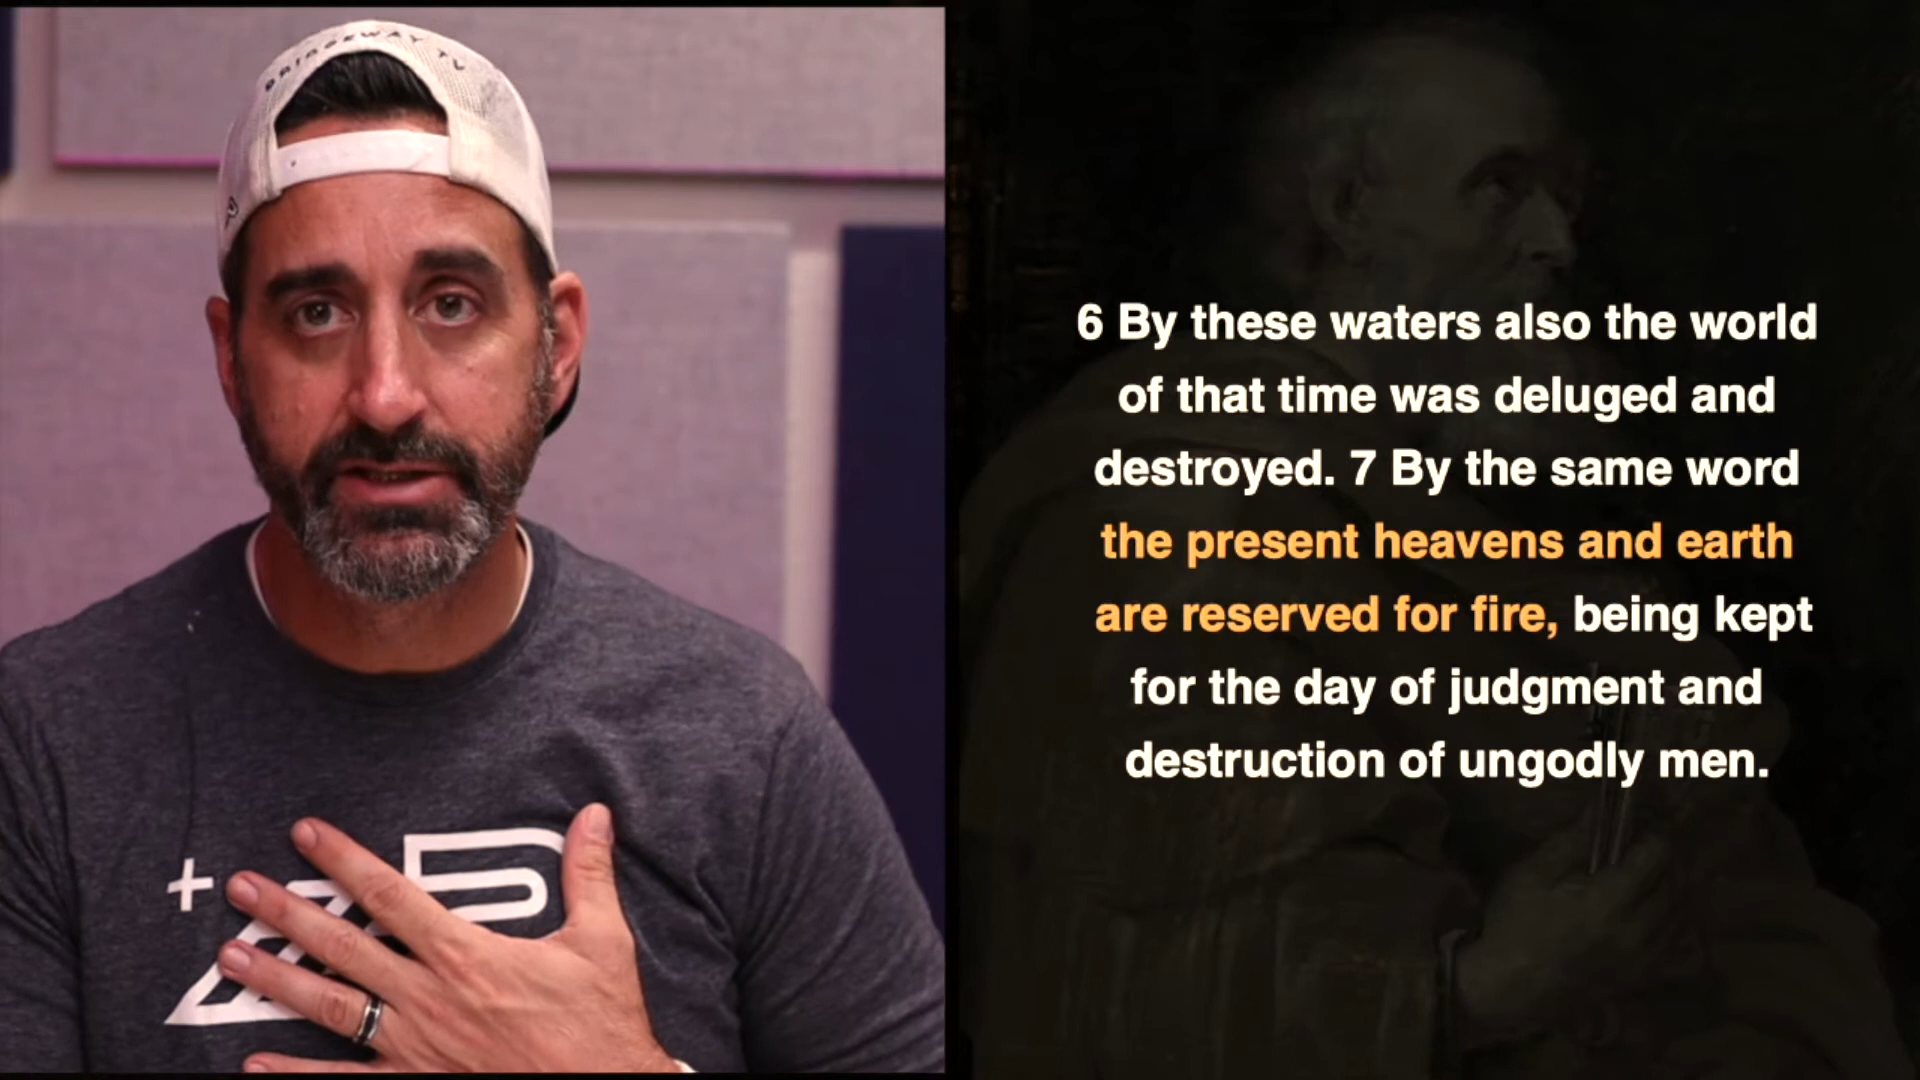 BRIDGEWAY TV
6 By these waters also the world
of that time was deluged and
destroyed. 7 By the same word
the present heavens and earth
are reserved for fire, being kept
for the day of judgment and
destruction of ungodly men.